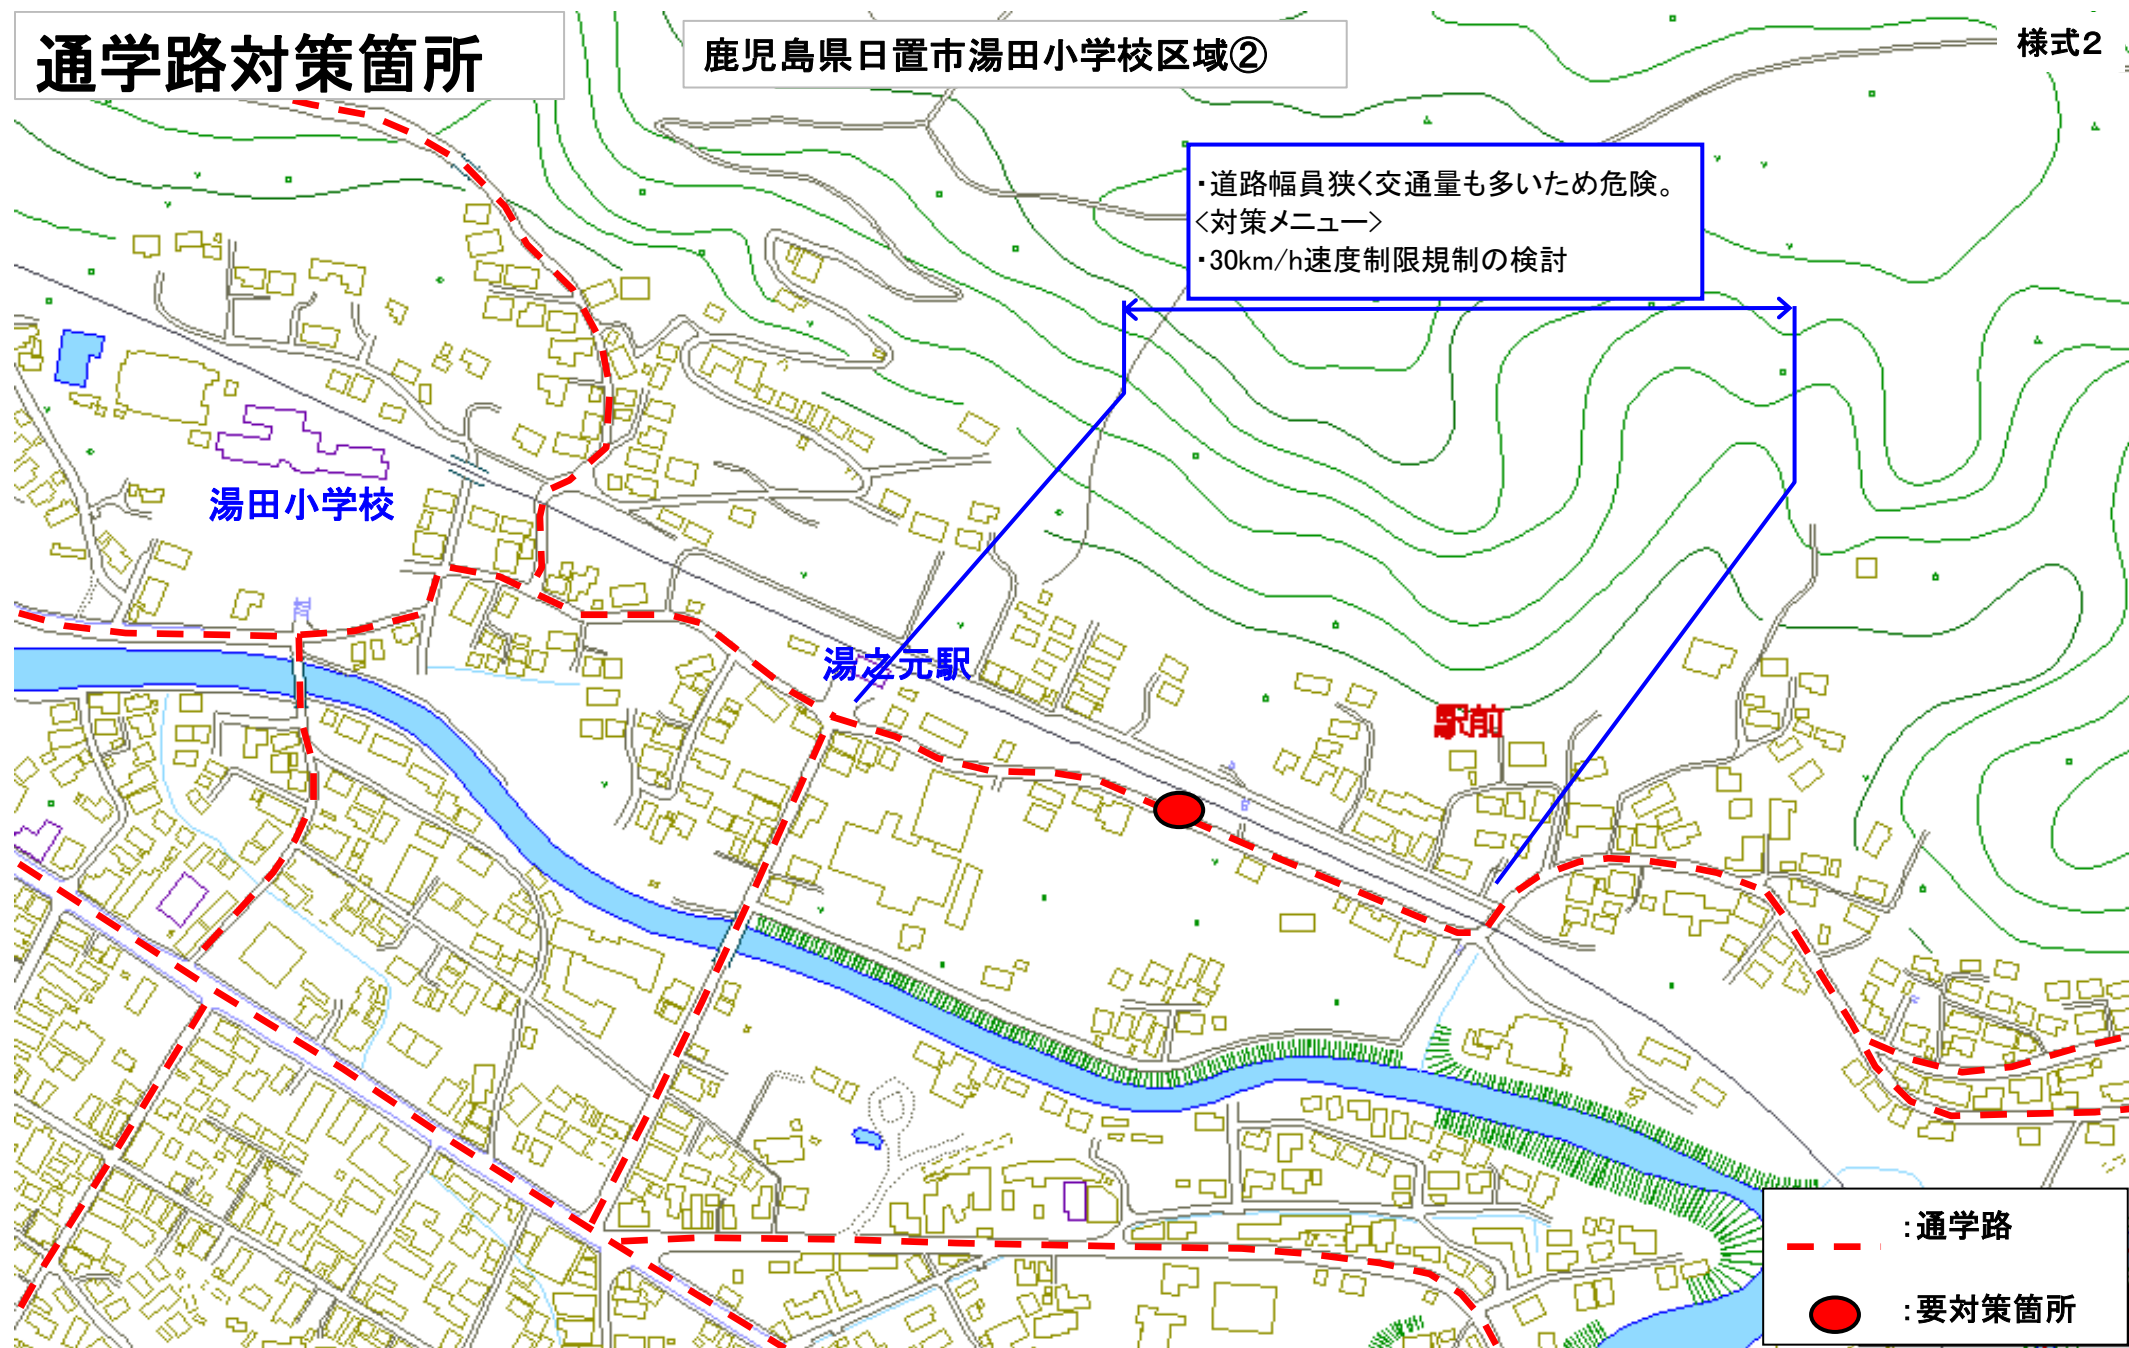 通学路対策箇所
鹿児島県日置市湯田小学校区域②
様式２
・道路幅員狭く交通量も多いため危険。
<対策メニュー>
・30km/h速度制限規制の検討
湯田小学校
湯之元駅
駅前
：通学路
：要対策箇所